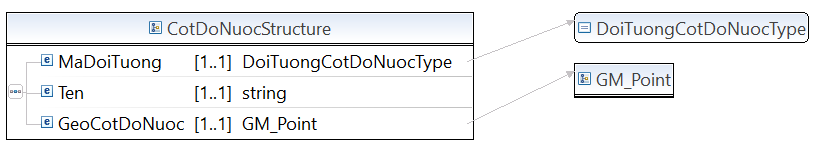 CotDoNuocStructure
MaDoiTuong [1..1] DoiTuongCotDoNuocType
Ten [1..1] string
GeoCotDoNuoc [1..1] GM_Point
DoiTuongCotDoNuocType
GM_Point